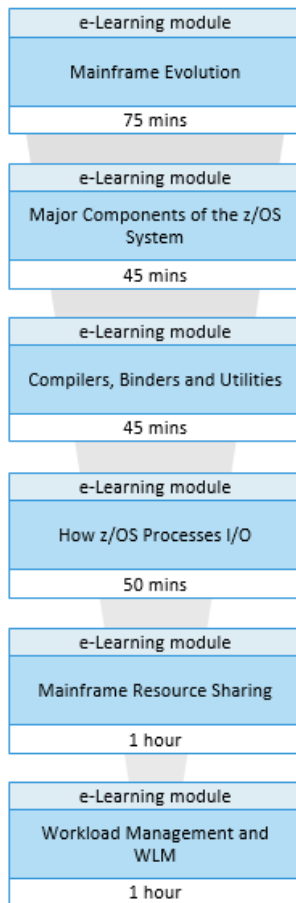 e-Learning module
Mainframe Evolution
75 mins
e-Learning module
Major Components of the z/OS
System
45 mins
e-Learning module
Compilers, Binders and Utilities
45 mins
e-Learning module
How z/OS Processes I/O
50 mins
e-Learning module
Mainframe Resource Sharing
1 hour
e-Learning module
Workload Management and
WLM
1 hour